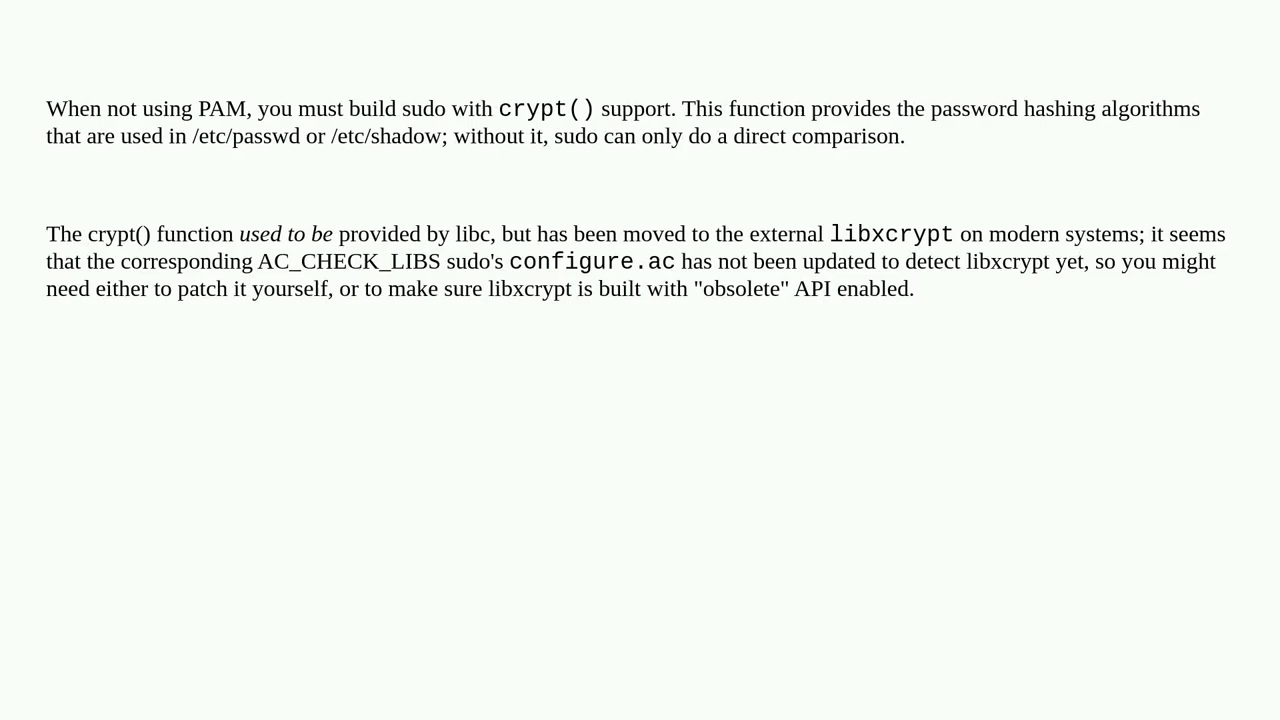 When not using PAM, you must build sudo with crypt() support. This function provides the password hashing algorithms
that are used in /etc/passwd or /etc/shadow; without it, sudo can only do a direct comparison.
The crypt() function used to be provided by libc, but has been moved to the external libxcrypt on modern systems; it seems
that the corresponding AC_CHECK_LIBS sudo's configure.ac has not been updated to detect libxcrypt yet, so you might
need either to patch it yourself, or to make sure libxcrypt is built with "obsolete" API enabled.